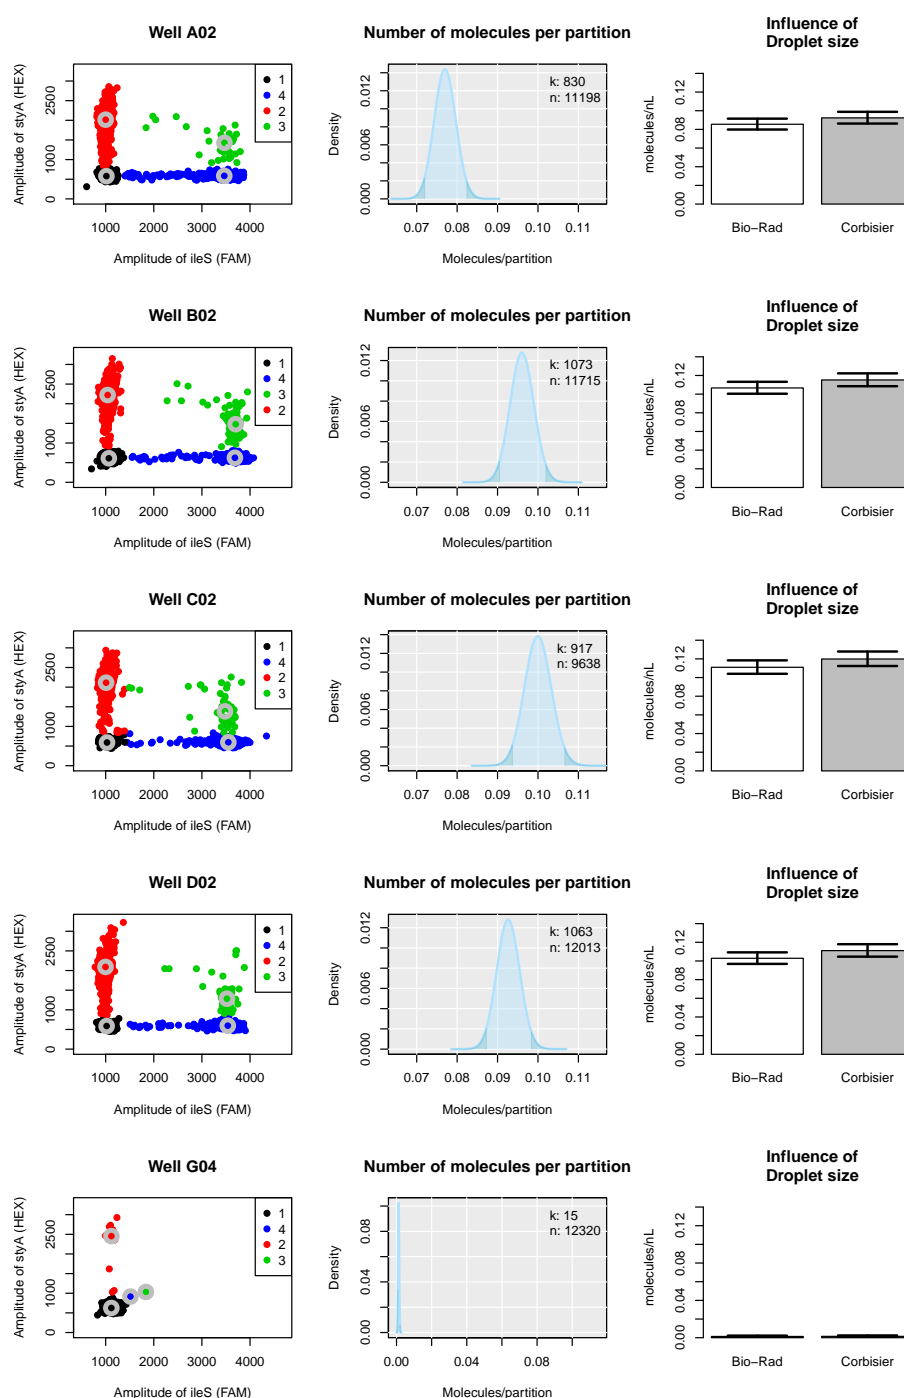 Well A02
Number of molecules per partition
Influence of
Droplet size
Amplitude of styA (HEX)
0 1000 2500
1000 2000 3000 4000
Amplitude of ileS (FAM)
1
4
2
3
Density
0.000 0.006 0.012
k: 830
n: 11198
0.07 0.08 0.09 0.10 0.11
Molecules/partition
molecules/nL
0.00 0.04 0.08 0.12
Bio−Rad Corbisier
Well B02
Number of molecules per partition
Influence of
Droplet size
Amplitude of styA (HEX)
0 1000 2500
1000 2000 3000 4000
Amplitude of ileS (FAM)
1
4
2
3
Density
0.000 0.006 0.012
k: 1073
n: 11715
0.07 0.08 0.09 0.10 0.11
Molecules/partition
molecules/nL
0.00 0.04 0.08 0.12
Bio−Rad Corbisier
Well C02
Number of molecules per partition
Influence of
Droplet size
Amplitude of styA (HEX)
0 1000 2500
1000 2000 3000 4000
Amplitude of ileS (FAM)
1
4
2
3
Density
0.000 0.006 0.012
k: 917
n: 9638
0.07 0.08 0.09 0.10 0.11
Molecules/partition
molecules/nL
0.00 0.04 0.08 0.12
Bio−Rad Corbisier
Well D02
Number of molecules per partition
Influence of
Droplet size
Amplitude of styA (HEX)
0 1000 2500
1000 2000 3000 4000
Amplitude of ileS (FAM)
1
4
2
3
Density
0.000 0.006 0.012
k: 1063
n: 12013
0.07 0.08 0.09 0.10 0.11
Molecules/partition
molecules/nL
0.00 0.04 0.08 0.12
Bio−Rad Corbisier
Well G04
Number of molecules per partition
Influence of
Droplet size
Amplitude of styA (HEX)
0 1000 2500
1000 2000 3000 4000
Amplitude of ileS (FAM)
1
4
2
3
Density
0.00 0.04 0.08
k: 15
n: 12320
0.00 0.04 0.08
Molecules/partition
molecules/nL
0.00 0.04 0.08 0.12
Bio−Rad Corbisier